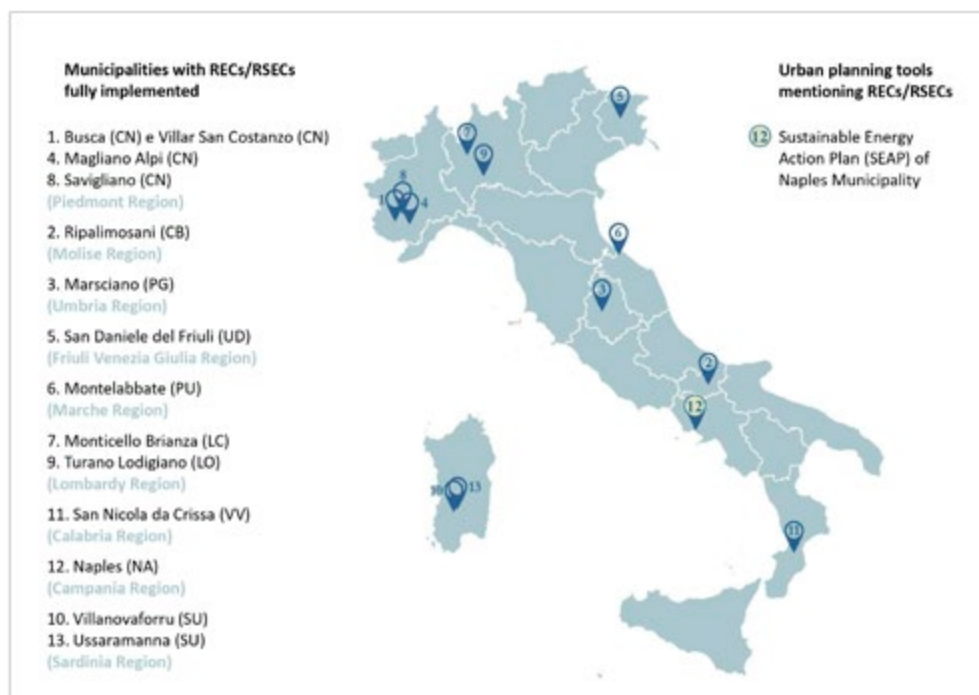 Municipalities with RECs/RSECs
fully implemented
1. Busca (CN) e Villar San Costanzo (CN)
4. Magliano Alpi (CN)
8. Savigliano (CN)
(Piedmont Region)
2. Ripalimosani (CB)
(Molise Region)
3. Marsciano (PG)
(Umbria Region)
5. San Daniele del Friuli (UD)
(Friuli Venezia Giulia Region)
6. Montelabbate (PU)
(Marche Region)
7. Monticello Brianza (LC)
9. Turano Lodigiano (LO)
(Lombardy Region)
11. San Nicola da Crissa (VV)
(Calabria Region)
12. Naples (NA)
(Campania Region)
10. Villanovaforru (SU)
13. Ussaramanna (SU)
(Sardinia Region)
5
7
9
8
1
4
6
3
2
12
10
13
11
Urban planning tools
mentioning RECs/RSECs
12 Sustainable Energy
Action Plan (SEAP) of
Naples Municipality